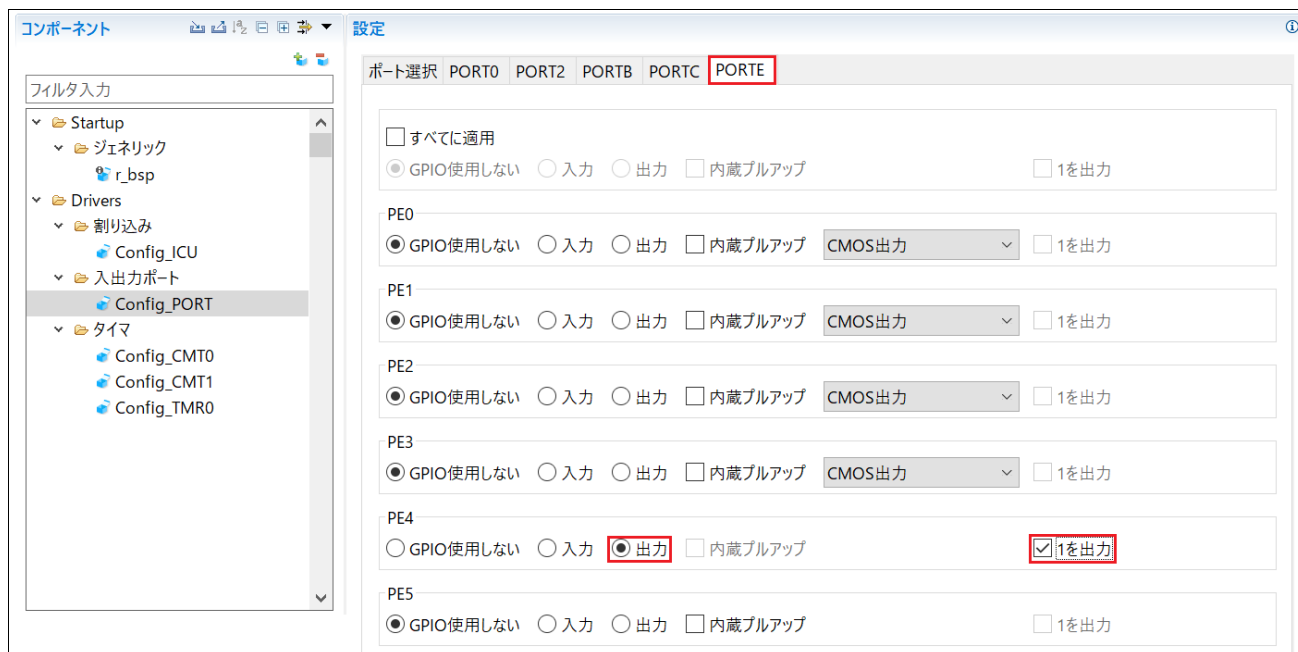 コンポーネント
フィルタ入力
Startup
ジェネリック
r_bsp
Drivers
割り込み
Config_ICU
入出力ポート
Config_PORT
タイマ
Config_CMT0
Config_CMT1
Config_TMR0
設定
ポート選択 PORT0 PORT2 PORTB PORTC PORTE
すべてに適用
GPIO使用しない 入力 出力 内蔵プルアップ 1を出力
PE0
GPIO使用しない 入力 出力 内蔵プルアップ CMOS出力 1を出力
PE1
GPIO使用しない 入力 出力 内蔵プルアップ CMOS出力 1を出力
PE2
GPIO使用しない 入力 出力 内蔵プルアップ CMOS出力 1を出力
PE3
GPIO使用しない 入力 出力 内蔵プルアップ CMOS出力 1を出力
PE4
GPIO使用しない 入力 出力 内蔵プルアップ 1を出力
PE5
GPIO使用しない 入力 出力 内蔵プルアップ 1を出力